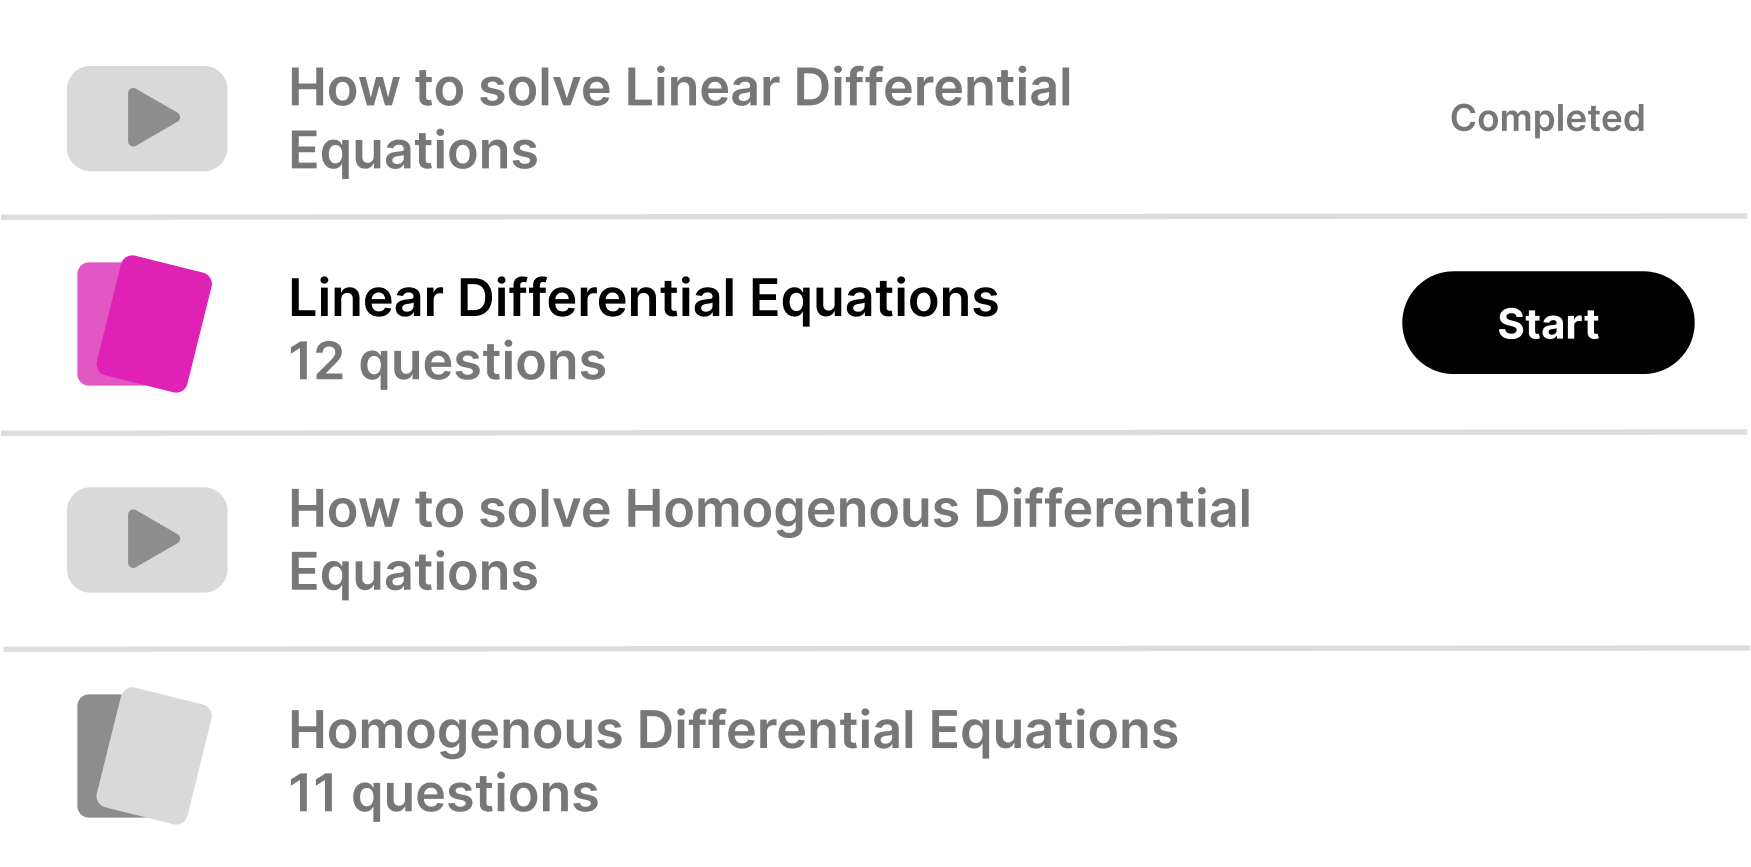 How to solve Linear Differential
Equations
Completed
Linear Differential Equations
12 questions
Start
How to solve Homogenous Differential
Equations
Homogenous Differential Equations
11 questions